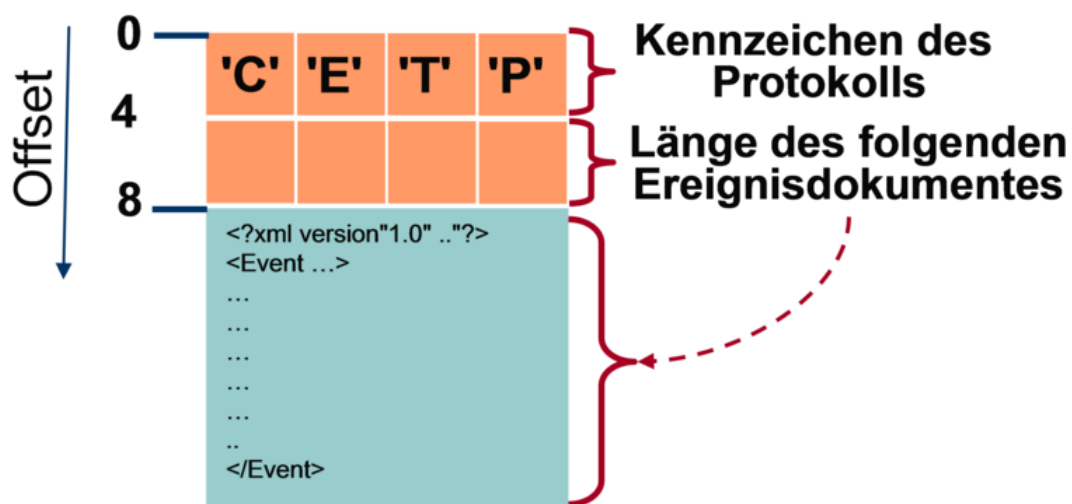 Offset
0
'C' 'E' 'T' 'P'
Kennzeichen des
Protokolls
4
Länge des folgenden
Ereignisdokumentes
8
<?xml version"1.0" .."?>
<Event …>
…
…
…
…
…
..
</Event>